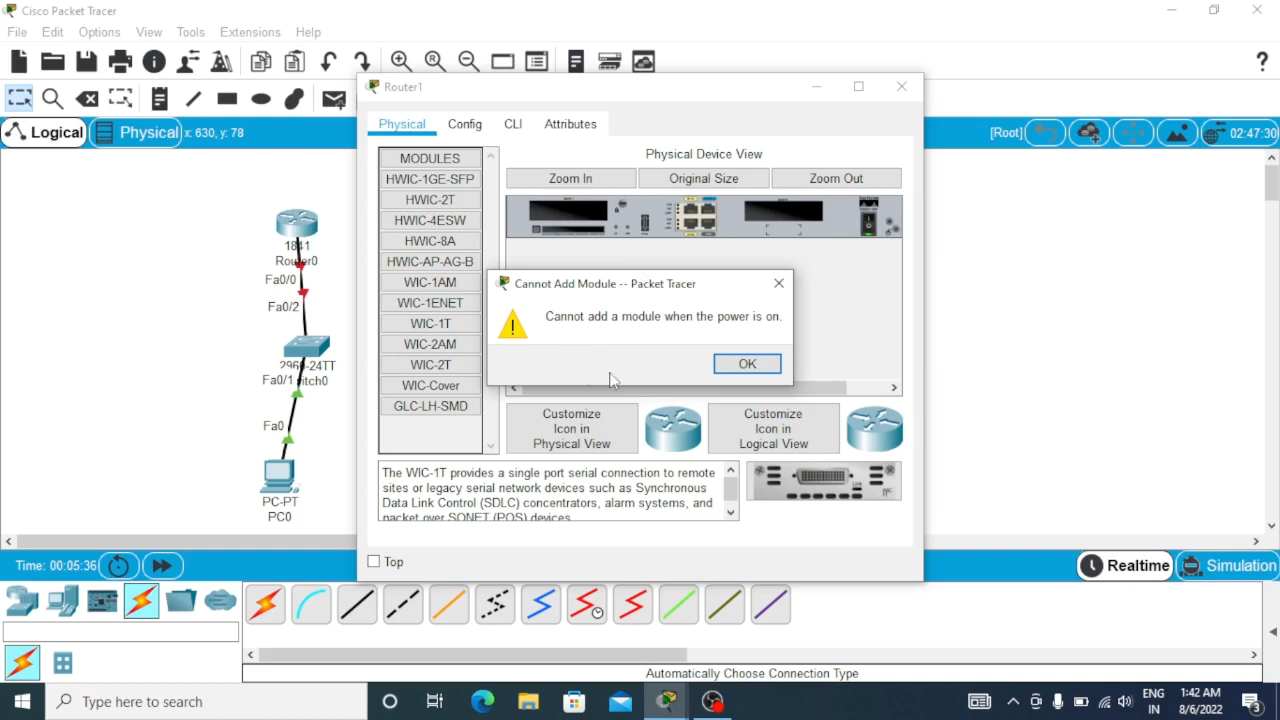 Cisco Packet Tracer
File Edit Options View Tools Extensions Help
Router1
Physical Config CLI Attributes
Logical Physical x: 630, y: 78 [Root] 02:47:30
MODULES
HWIC-1GE-SFP
HWIC-2T
HWIC-4ESW
HWIC-8A
HWIC-AP-AG-B
WIC-1AM
WIC-1ENET
WIC-1T
WIC-2AM
WIC-2T
WIC-Cover
GLC-LH-SMD
Physical Device View
Zoom In Original Size Zoom Out
Cannot Add Module -- Packet Tracer
Cannot add a module when the power is on.
OK
Customize
Icon in
Physical View
Customize
Icon in
Logical View
The WIC-1T provides a single port serial connection to remote
sites or legacy serial network devices such as Synchronous
Data Link Control (SDLC) concentrators, alarm systems, and
packet over SONET (POS) devices.
Top
1841
Router0
Fa0/0
Fa0/2
2960-24TT
Fa0/1
Fa0
PC-PT
PC0
Time: 00:05:36
Realtime Simulation
Automatically Choose Connection Type
Type here to search
ENG
IN
1:42 AM
8/6/2022
3